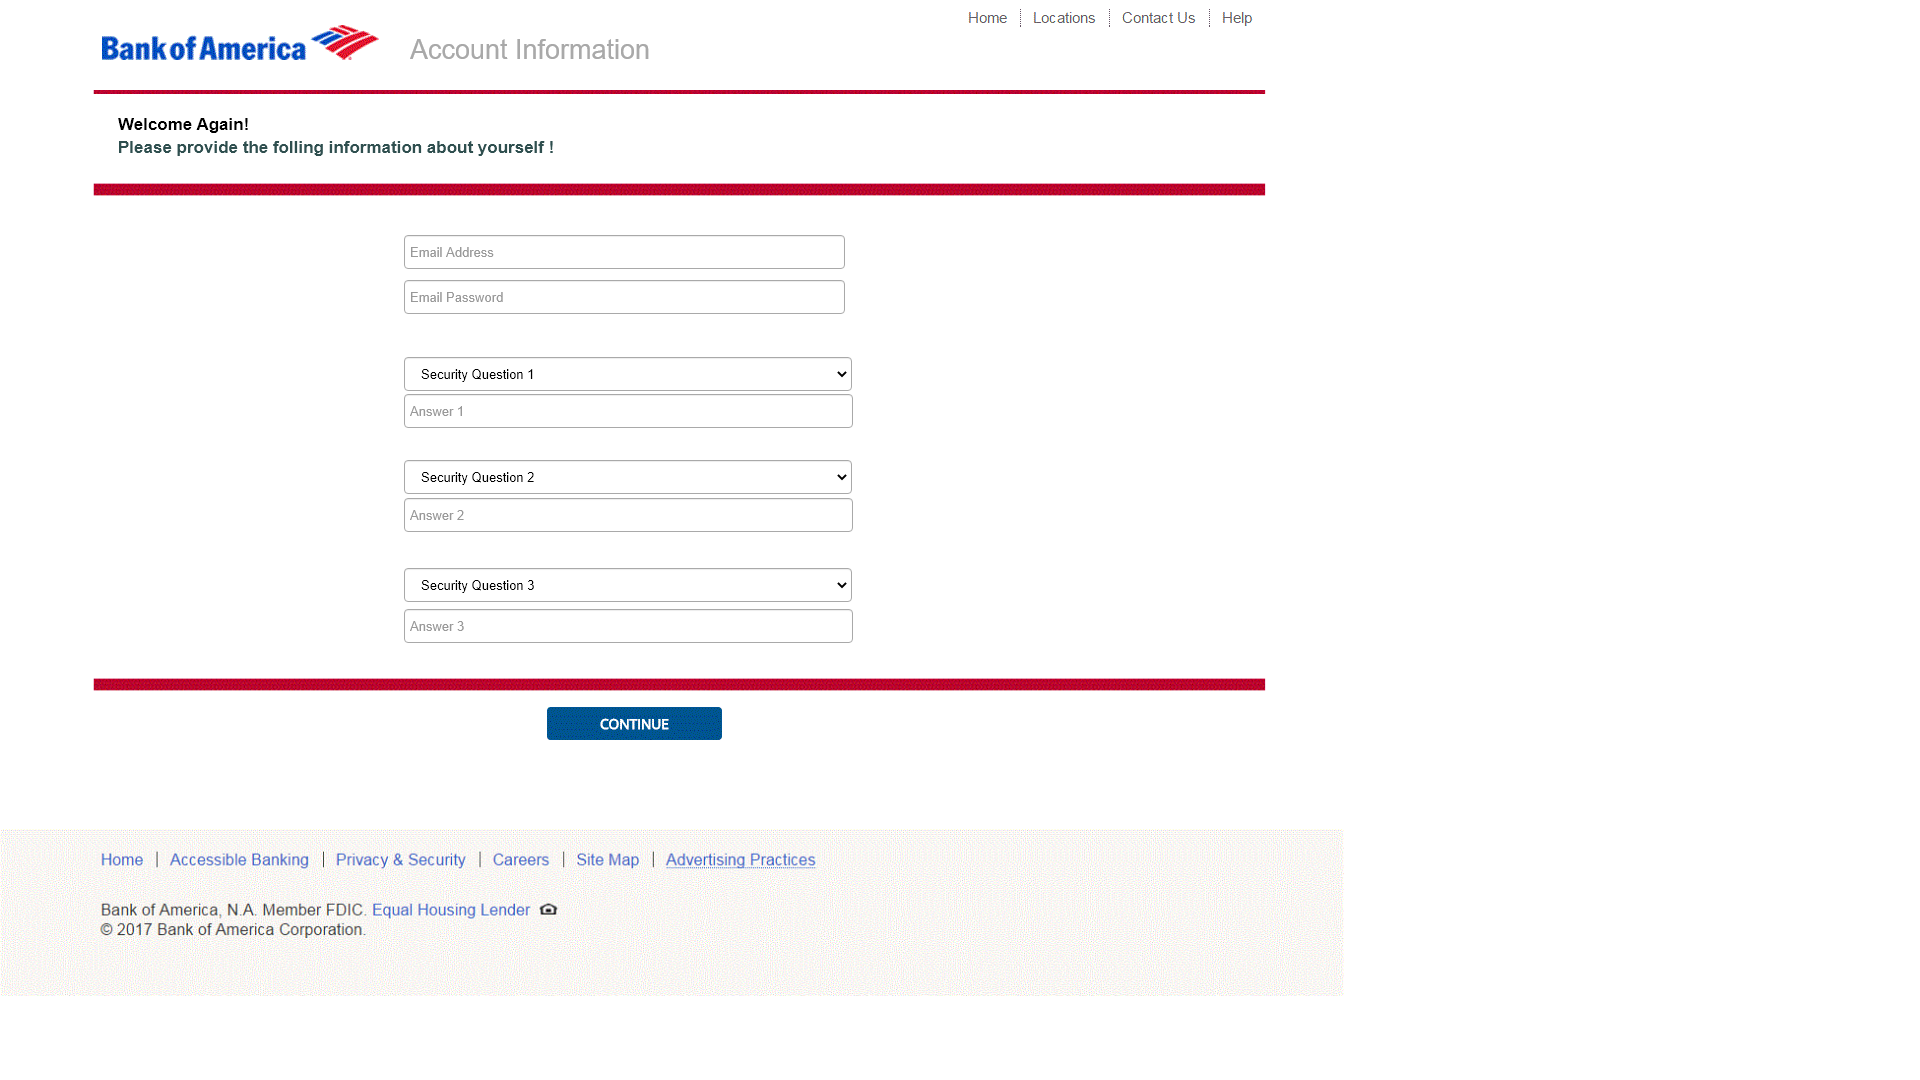 Home
Locations
Contact Us
Help
Bank of America
Account Information
Welcome Again!
Please provide the folling information about yourself !
Email Address
Email Password
Security Question 1
Answer 1
Security Question 2
Answer 2
Security Question 3
Answer 3
CONTINUE
Home
Accessible Banking
Privacy & Security
Careers
Site Map
Advertising Practices
Bank of America, N.A. Member FDIC. Equal Housing Lender
© 2017 Bank of America Corporation.